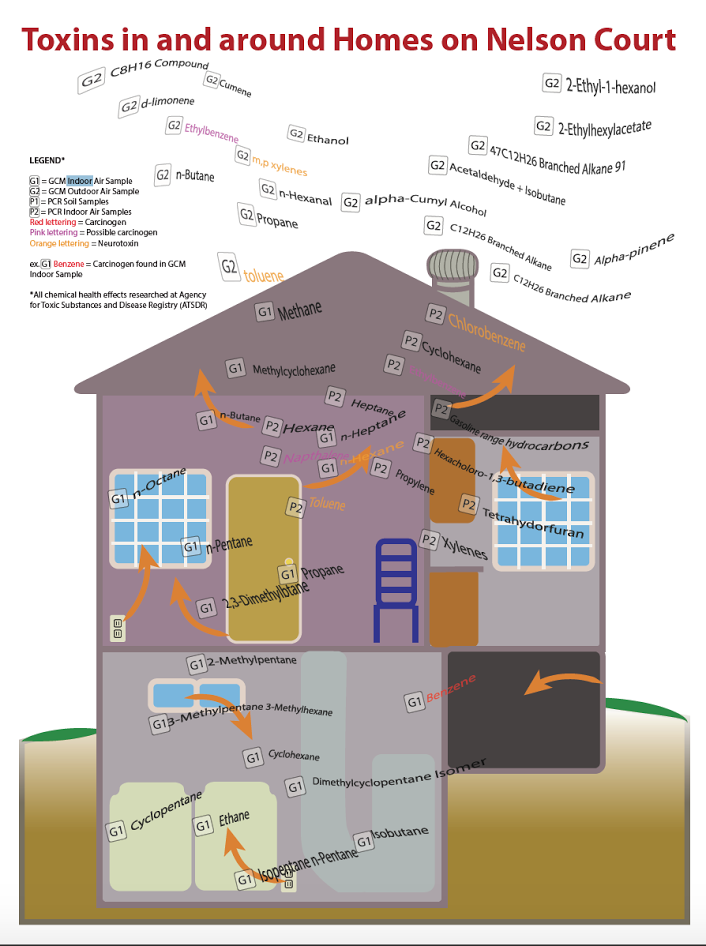 Toxins in and around Homes on Nelson Court
G2 C8H16 Compound
G2 Cumene
G2 2-Ethyl-1-hexanol
G2 d-limonene
G2 Ethylbenzene
G2 Ethanol
G2 2-Ethylhexylacetate
G2 m,p xylenes
G2 47C12H26 Branched Alkane 91
LEGEND*
G1 = GCM Indoor Air Sample
G2 = GCM Outdoor Air Sample
P1 = PCR Soil Samples
P2 = PCR Indoor Air Samples
Red lettering = Carcinogen
Pink lettering = Possible carcinogen
Orange lettering = Neurotoxin
ex. G1 Benzene = Carcinogen found in GCM
Indoor Sample
*All chemical health effects researched at Agency
for Toxic Substances and Disease Registry (ATSDR)
G2 n-Butane
G2 n-Hexanal
G2 Acetaldehyde + Isobutane
G2 alpha-Cumyl Alcohol
G2 Propane
G2 C12H26 Branched Alkane
G2 Alpha-pinene
G2 toluene
G2 C12H26 Branched Alkane
G1 Methane
P2 Chlorobenzene
P2 Cyclohexane
G1 Methylcyclohexane
P2
P2 Heptane
P2 Gasoline range hydrocarbons
G1 n-Butane
P2 Hexane
G1 n-Heptane
P2 Hexacholoro-1,3-butadiene
P2 Napthalene
G1 n-Hexane
P2 Propylene
G1 n-Octane
P2 Toluene
P2 Tetrahydorfuran
G1 n-Pentane
P2 Xylenes
G1 Propane
G1 2,3-Dimethylbtane
G1 2-Methylpentane
G1 Benzene
G1 3-Methylpentane 3-Methylhexane
G1 Cyclohexane
G1 Dimethylcyclopentane Isomer
G1 Cyclopentane
G1 Ethane
G1 Isobutane
G1 Isopentane n-Pentane